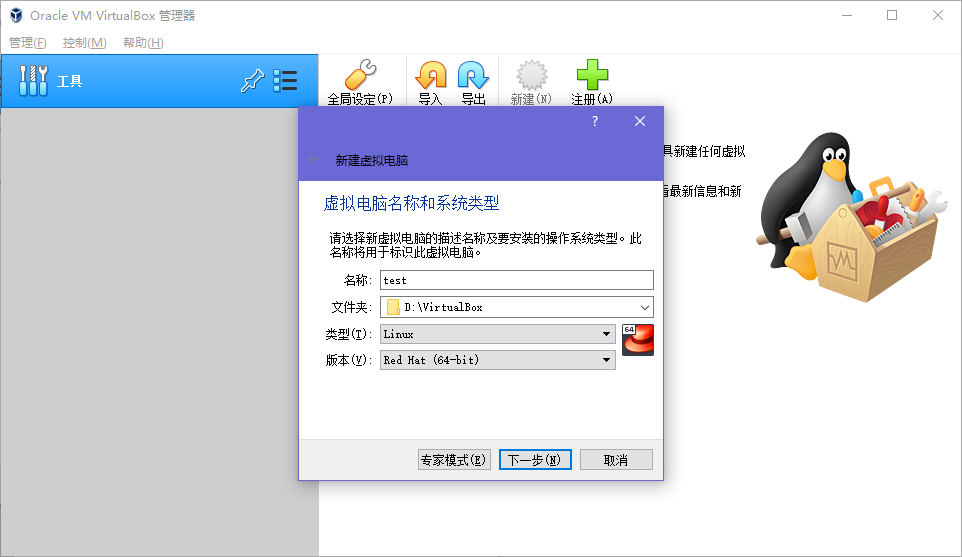 Oracle VM VirtualBox 管理器
管理(F) 控制(M) 帮助(H)
工具
全局设定(P) 导入 导出 新建(N) 注册(A)
? 
新建虚拟电脑
具新建任何虚拟
虚拟电脑名称和系统类型
看最新信息和新
请选择新虚拟电脑的描述名称及要安装的操作系统类型。此
名称将用于标识此虚拟电脑。
名称: test
文件夹: D:\VirtualBox
类型(T): Linux
64
版本(V): Red Hat (64-bit)
专家模式(E) 下一步(N) 取消